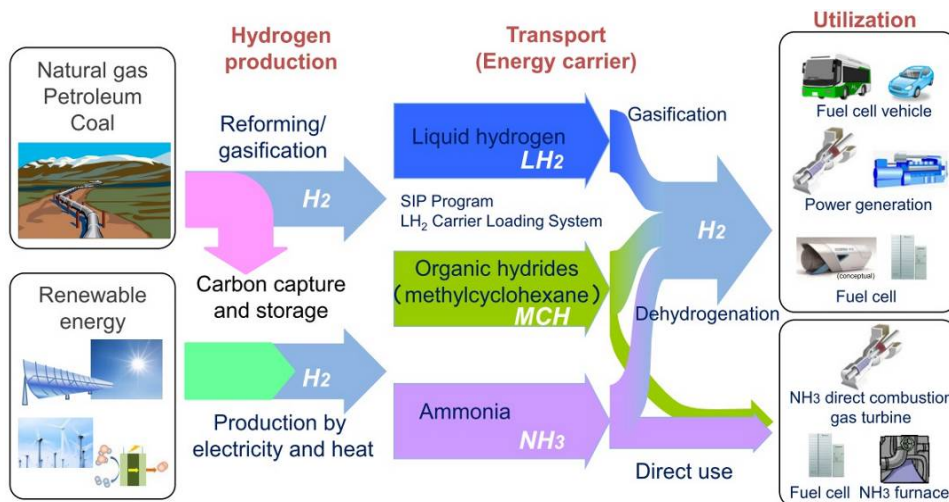 Hydrogen
production
Transport
(Energy carrier)
Utilization
Natural gas
Petroleum
Coal
Reforming/
gasification
H2
Carbon capture
and storage
Renewable
energy
H2
Production by
electricity and heat
Liquid hydrogen
LH2
SIP Program
LH2 Carrier Loading System
Organic hydrides
(methylcyclohexane)
MCH
Ammonia
NH3
Gasification
H2
Dehydrogenation
Direct use
Fuel cell vehicle
Power generation
(conceptual)
Fuel cell
NH3 direct combustion
gas turbine
Fuel cell
NH3 furnace